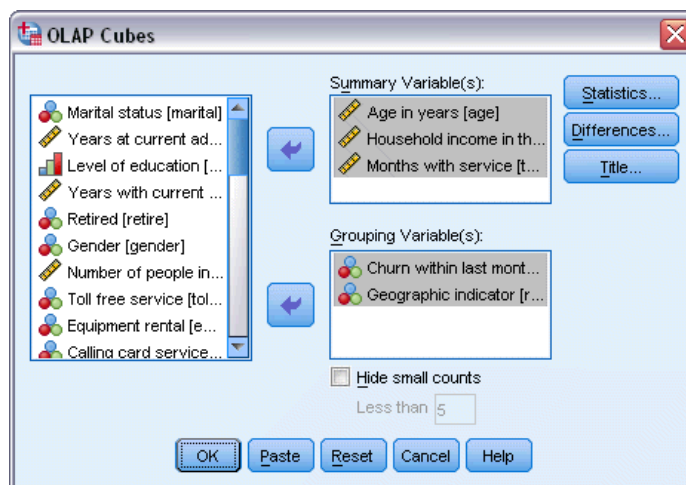 OLAP Cubes
Marital status [marital]
Years at current ad...
Level of education [...
Years with current ...
Retired [retire]
Gender [gender]
Number of people in...
Toll free service [tol...
Equipment rental [e...
Calling card service...
Summary Variable(s):
Age in years [age]
Household income in th...
Months with service [t...
Grouping Variable(s):
Churn within last mont...
Geographic indicator [r...
Hide small counts
Less than 5
Statistics...
Differences...
Title...
OK Paste Reset Cancel Help